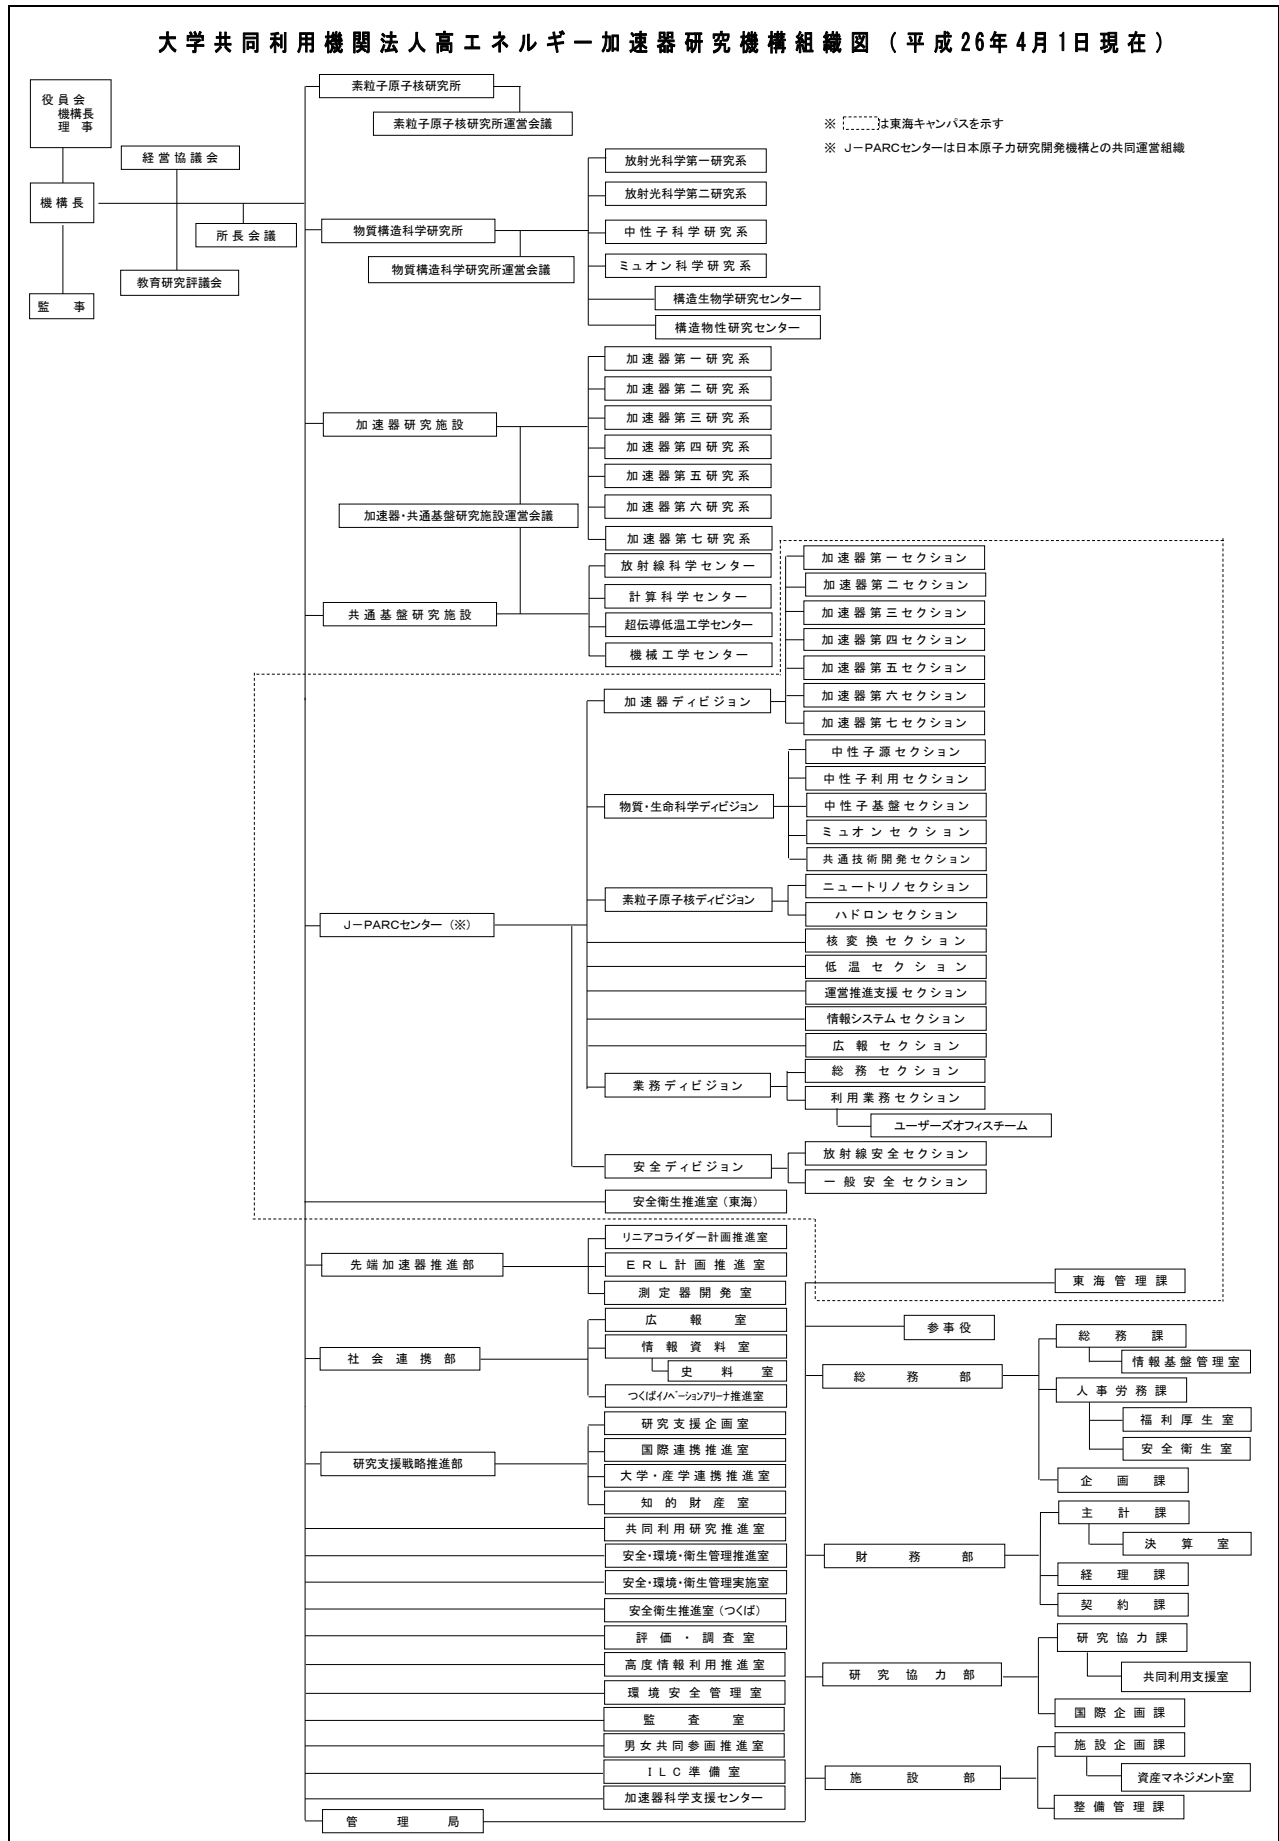 大学共同利用機関法人高エネルギー加速器研究機構組織図（平成26年4月1日現在）
役員会
機構長
理事
経営協議会
機構長
所長会議
教育研究評議会
監事
※ は東海キャンパスを示す
※ J－PARCセンターは日本原子力研究開発機構との共同運営組織
素粒子原子核研究所
素粒子原子核研究所運営会議
物質構造科学研究所
物質構造科学研究所運営会議
放射光科学第一研究系
放射光科学第二研究系
中性子科学研究系
ミュオン科学研究系
構造生物学研究センター
構造物性研究センター
加速器研究施設
加速器第一研究系
加速器第二研究系
加速器第三研究系
加速器第四研究系
加速器第五研究系
加速器第六研究系
加速器第七研究系
加速器・共通基盤研究施設運営会議
共通基盤研究施設
放射線科学センター
計算科学センター
超伝導低温工学センター
機械工学センター
J－PARCセンター（※）
加速器ディビジョン
加速器第一セクション
加速器第二セクション
加速器第三セクション
加速器第四セクション
加速器第五セクション
加速器第六セクション
加速器第七セクション
物質・生命科学ディビジョン
中性子源セクション
中性子利用セクション
中性子基盤セクション
ミュオンセクション
共通技術開発セクション
素粒子原子核ディビジョン
ニュートリノセクション
ハドロンセクション
核変換セクション
低温セクション
運営推進支援セクション
情報システムセクション
広報セクション
業務ディビジョン
総務セクション
利用業務セクション
ユーザーズオフィスチーム
安全ディビジョン
放射線安全セクション
一般安全セクション
安全衛生推進室（東海）
先端加速器推進部
リニアコライダー計画推進室
ERL計画推進室
測定器開発室
社会連携部
広報室
情報資料室
史料室
つくばイノベーションアリーナ推進室
研究支援戦略推進部
研究支援企画室
国際連携推進室
大学・産学連携推進室
知的財産室
共同利用研究推進室
安全・環境・衛生管理推進室
安全・環境・衛生管理実施室
安全衛生推進室（つくば）
評価・調査室
高度情報利用推進室
環境安全管理室
監査室
男女共同参画推進室
ILC準備室
加速器科学支援センター
管理局
東海管理課
参事役
総務部
総務課
情報基盤管理室
人事労務課
福利厚生室
安全衛生室
企画課
財務部
主計課
決算室
経理課
契約課
研究協力部
研究協力課
共同利用支援室
国際企画課
施設部
施設企画課
資産マネジメント室
整備管理課